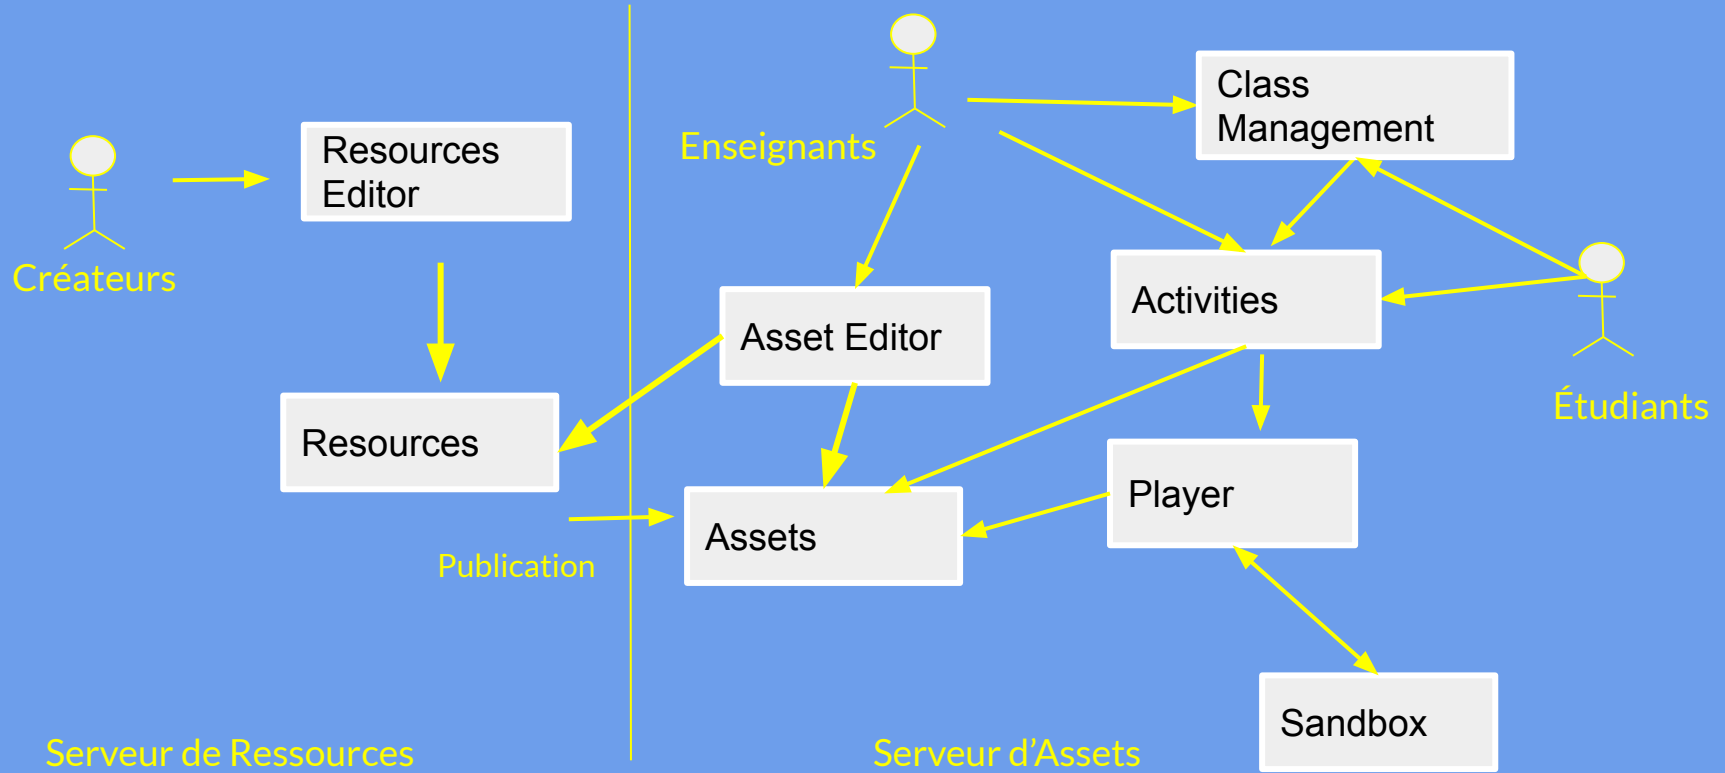 Class
Management
Enseignants
Resources
Editor
Créateurs
Activities
Asset Editor
Étudiants
Resources
Player
Assets
Publication
Sandbox
Serveur de Ressources
Serveur d'Assets